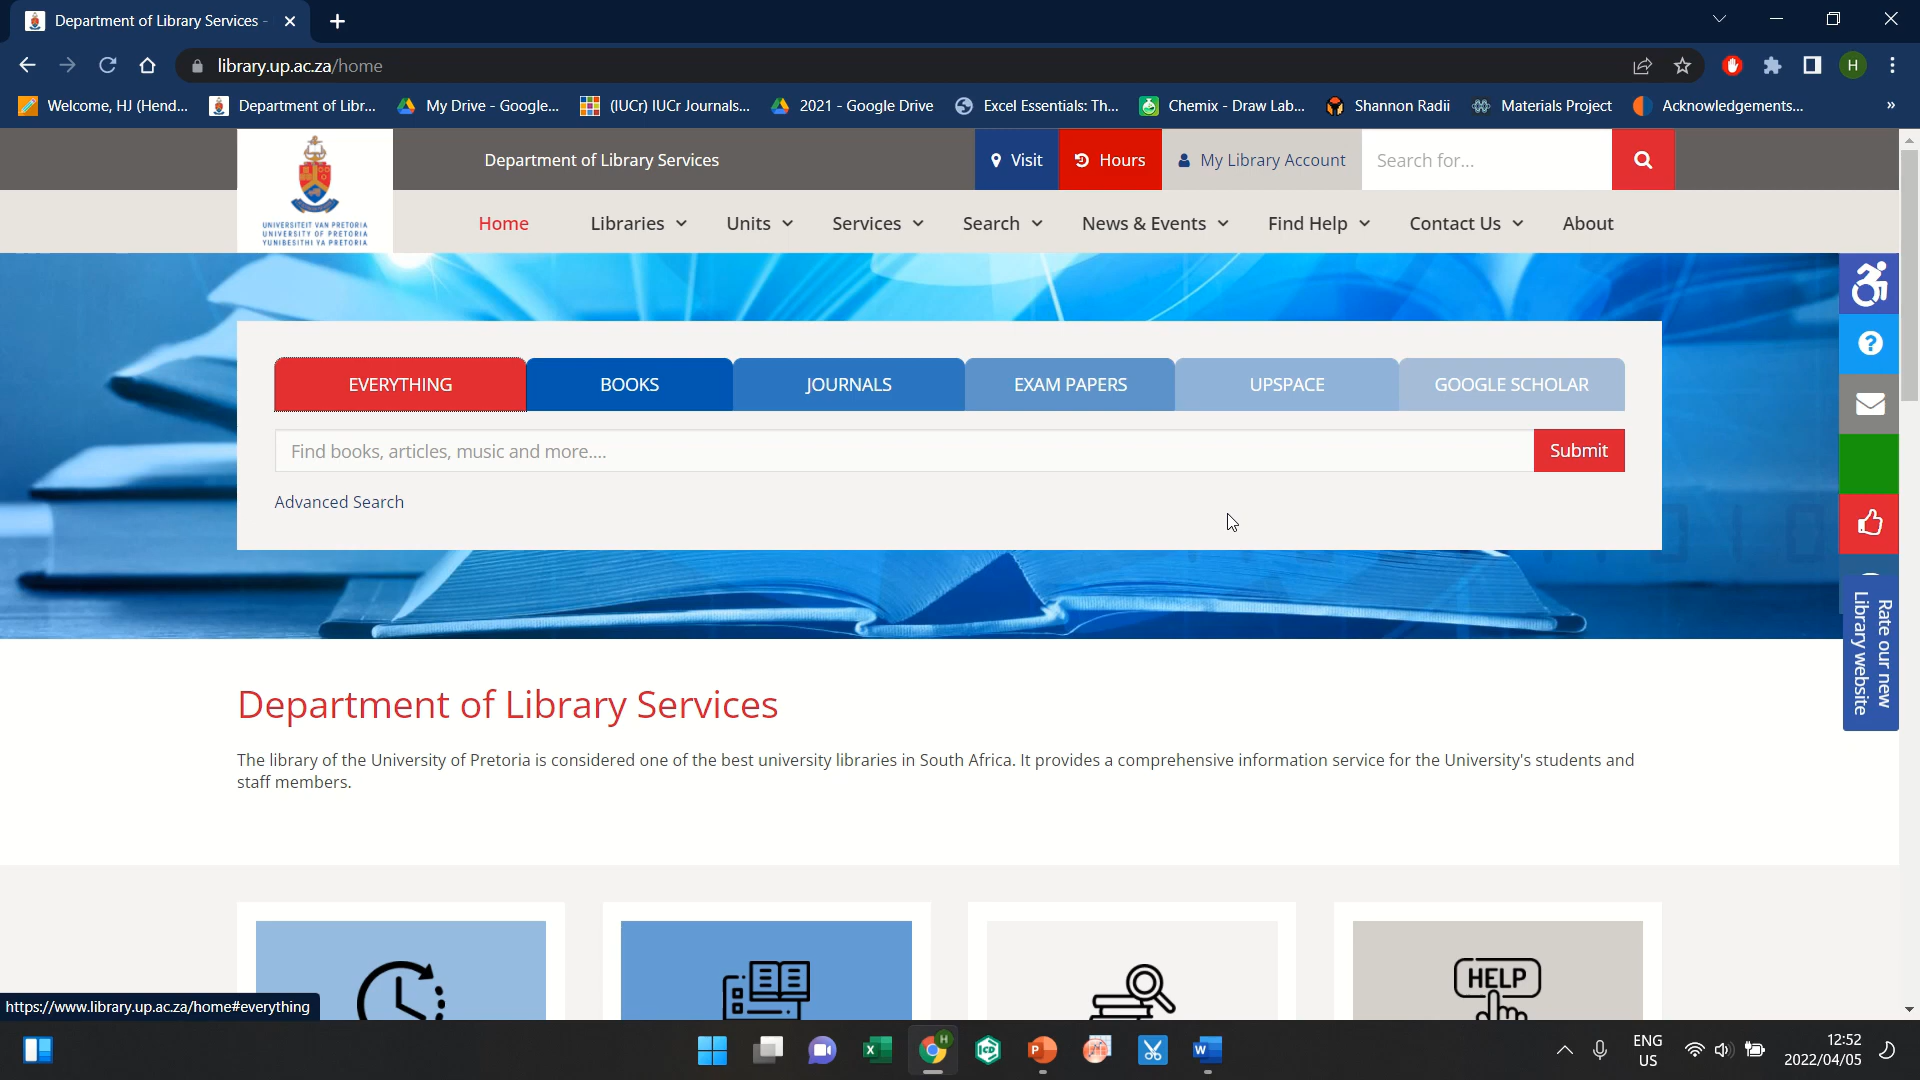 Department of Library Services -
library.up.ac.za/home
H
Welcome, HJ (Hend...
Department of Libr...
My Drive - Google...
(IUCr) IUCr Journals...
2021 - Google Drive
Excel Essentials: Th...
Chemix - Draw Lab...
Shannon Radii
Materials Project
Acknowledgements...
»
UNIVERSITEIT VAN PRETORIA
UNIVERSITY OF PRETORIA
YUNIBESITHI YA PRETORIA
Department of Library Services
Visit
Hours
My Library Account
Search for...
Home
Libraries
Units
Services
Search
News & Events
Find Help
Contact Us
About
EVERYTHING
BOOKS
JOURNALS
EXAM PAPERS
UPSPACE
GOOGLE SCHOLAR
Find books, articles, music and more....
Submit
Advanced Search
Rate our new
Library website
Department of Library Services
The library of the University of Pretoria is considered one of the best university libraries in South Africa. It provides a comprehensive information service for the University's students and
staff members.
HELP
https://www.library.up.ac.za/home#everything
ENG
US
12:52
2022/04/05